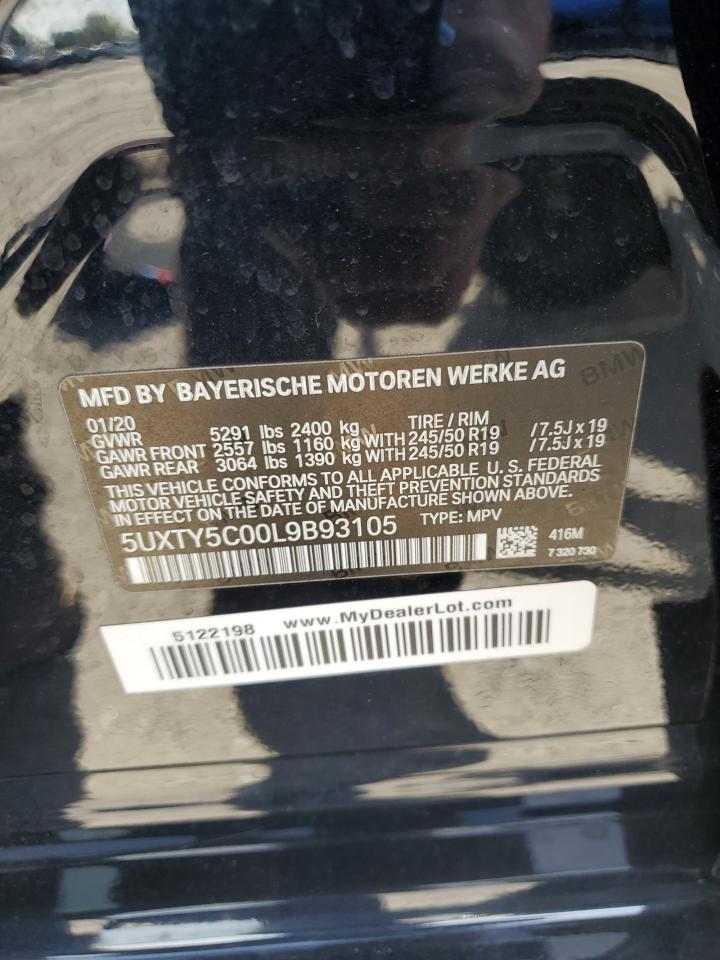 MFD BY BAYERISCHE MOTOREN WERKE AG
01/20 TIRE / RIM
GVWR 5291 lbs 2400 kg
GAWR FRONT 2557 lbs 1160 kg WITH 245/50 R19 /7.5J x 19
GAWR REAR 3064 lbs 1390 kg WITH 245/50 R19 /7.5J x 19
THIS VEHICLE CONFORMS TO ALL APPLICABLE U. S. FEDERAL
MOTOR VEHICLE SAFETY AND THEFT PREVENTION STANDARDS
IN EFFECT ON THE DATE OF MANUFACTURE SHOWN ABOVE.
5UXTY5C00L9B93105 TYPE: MPV
416M
7 320 730
5122198 www.MyDealerLot.com